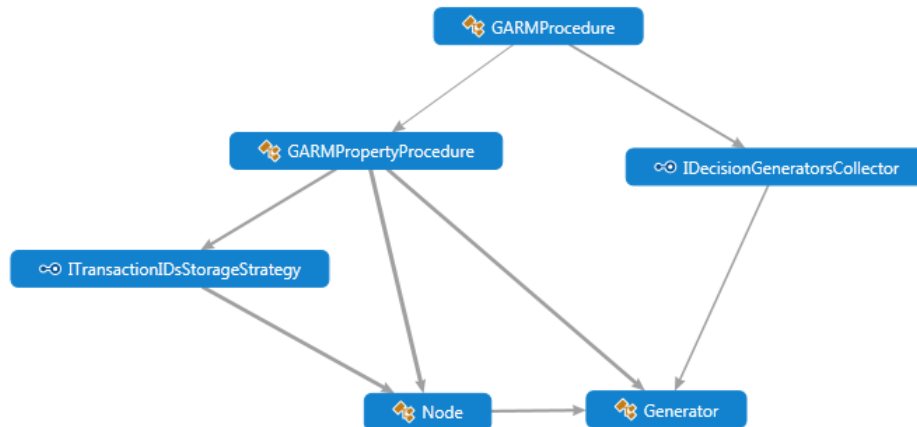 GARMProcedure
GARMPropertyProcedure
IDecisionGeneratorsCollector
ITransactionIDsStorageStrategy
Node
Generator